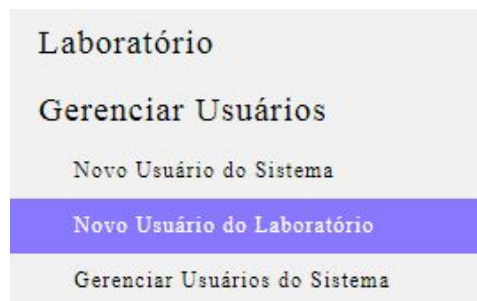 Laboratório
Gerenciar Usuários
Novo Usuário do Sistema
Novo Usuário do Laboratório
Gerenciar Usuários do Sistema